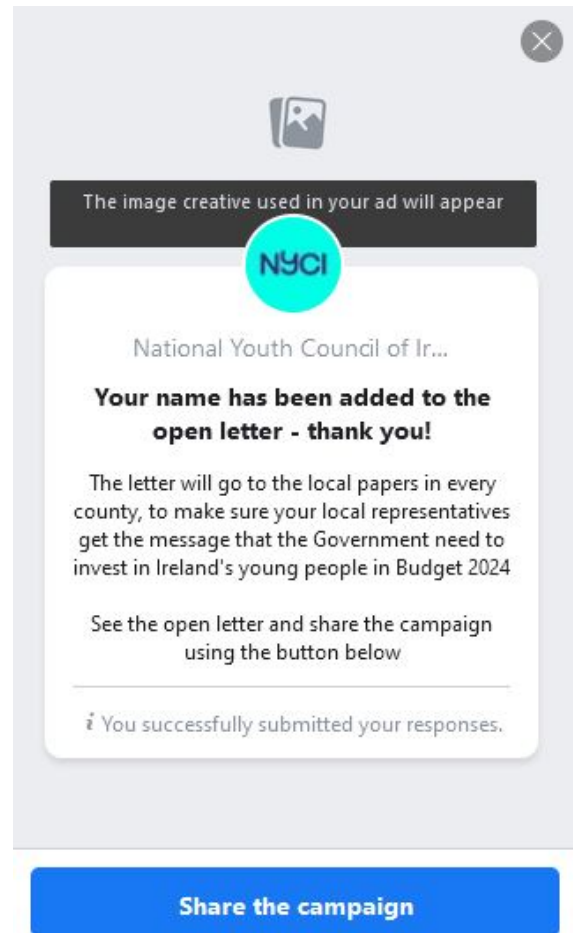 The image creative used in your ad will appear
NYCI
National Youth Council of Ir...
Your name has been added to the
open letter - thank you!
The letter will go to the local papers in every
county, to make sure your local representatives
get the message that the Government need to
invest in Ireland's young people in Budget 2024
See the open letter and share the campaign
using the button below
i You successfully submitted your responses.
Share the campaign